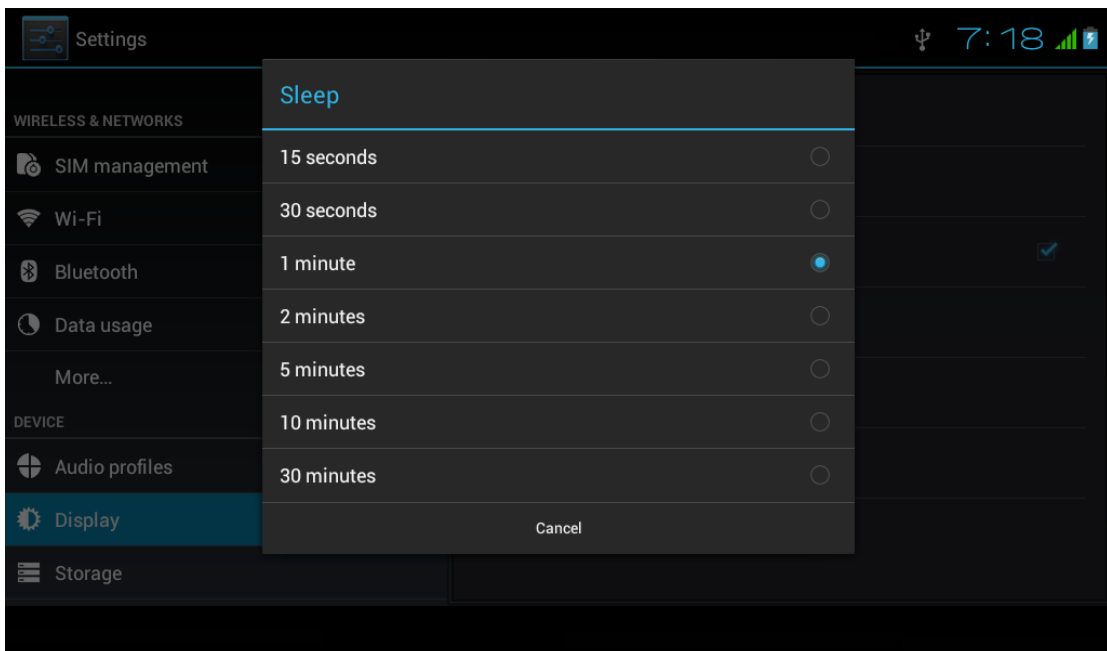 Settings
7:18
WIRELESS & NETWORKS
SIM management
Wi-Fi
Bluetooth
Data usage
More...
DEVICE
Audio profiles
Display
Storage
Sleep
15 seconds
30 seconds
1 minute
2 minutes
5 minutes
10 minutes
30 minutes
Cancel